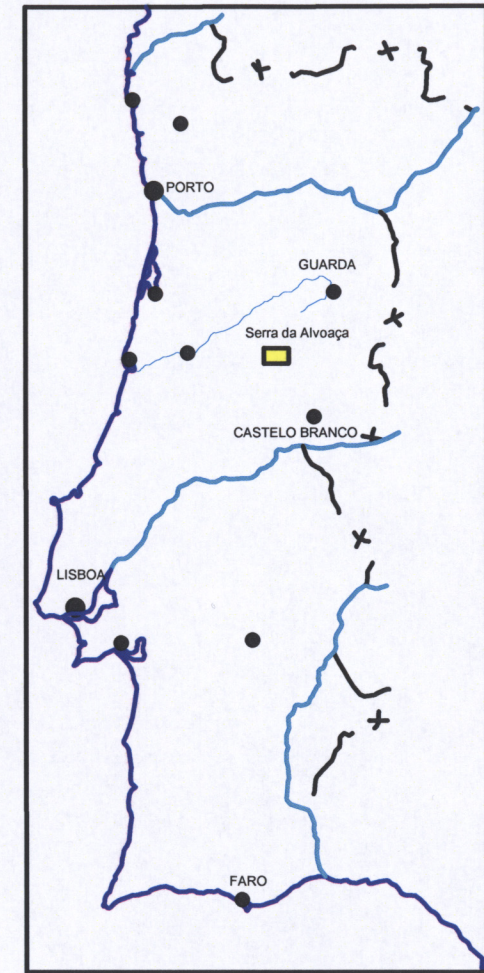 PORTO
GUARDA
Serra da Alvoaça
CASTELO BRANCO
LISBOA
FARO